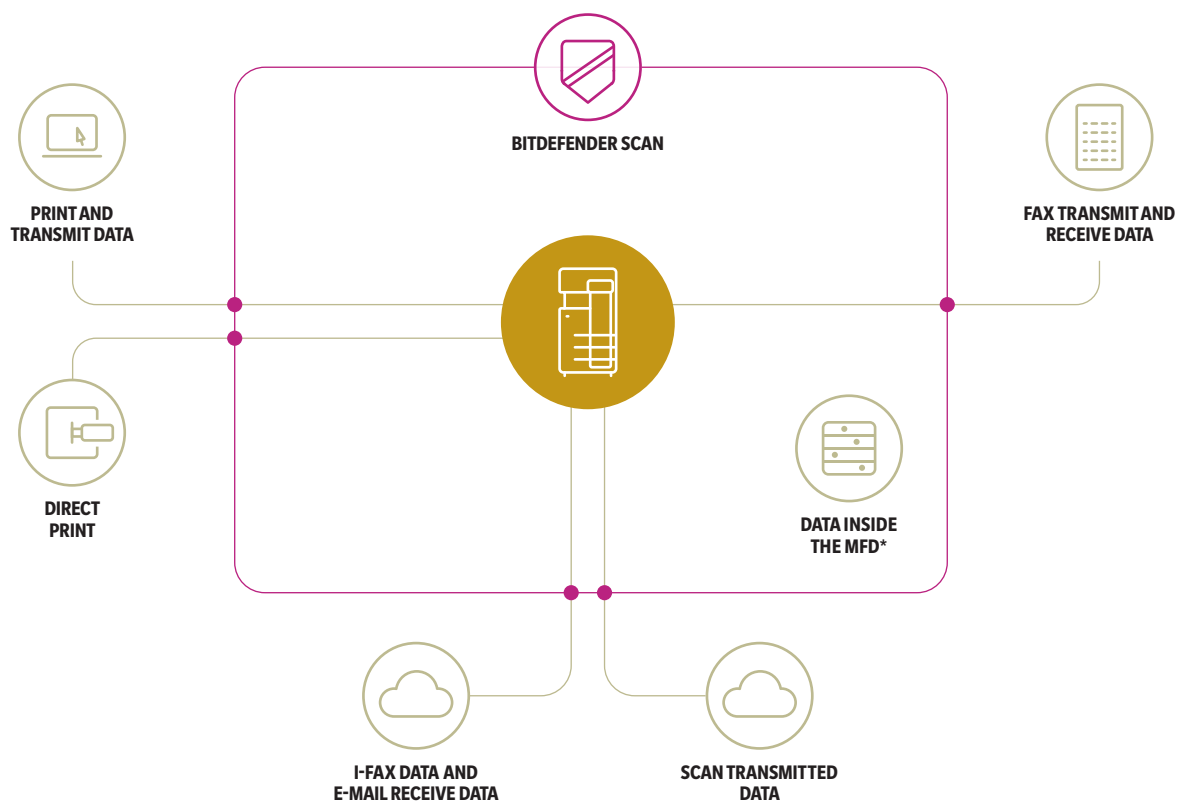 BITDEFENDER SCAN
PRINT AND
TRANSMIT DATA
FAX TRANSMIT AND
RECEIVE DATA
DIRECT
PRINT
DATA INSIDE
THE MFD*
I-FAX DATA AND
E-MAIL RECEIVE DATA
SCAN TRANSMITTED
DATA